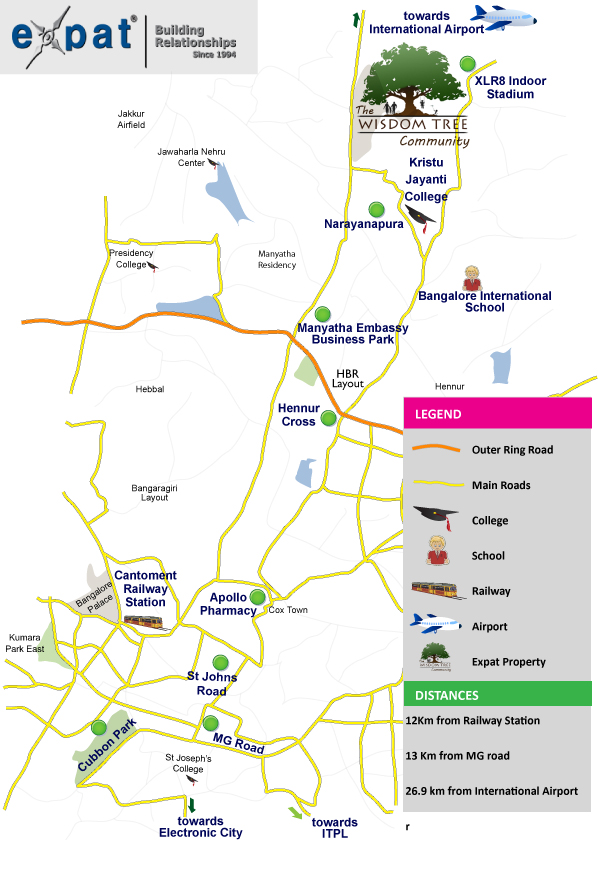 expat®
Building
Relationships
Since 1994
towards
International Airport
XLR8 Indoor
Stadium
The
WISDOM TREE
Community
Jakkur
Airfield
Jawaharla Nehru
Center
Kristu
Jayanti
College
Narayanapura
Presidency
College
Manyatha
Residency
Bangalore International
School
Manyatha Embassy
Business Park
HBR
Layout
Hebbal
Hennur
Hennur
Cross
Bangaragiri
Layout
Cantoment
Railway
Station
Bangalore
Palace
Apollo
Pharmacy
Cox Town
Kumara
Park East
St Johns
Road
Cubbon Park
MG Road
St Joseph's
College
towards
Electronic City
towards
ITPL
LEGEND
Outer Ring Road
Main Roads
College
School
Railway
Airport
WISDOM TREE
Expat Property
DISTANCES
12Km from Railway Station
13 Km from MG road
26.9 km from International Airport
r